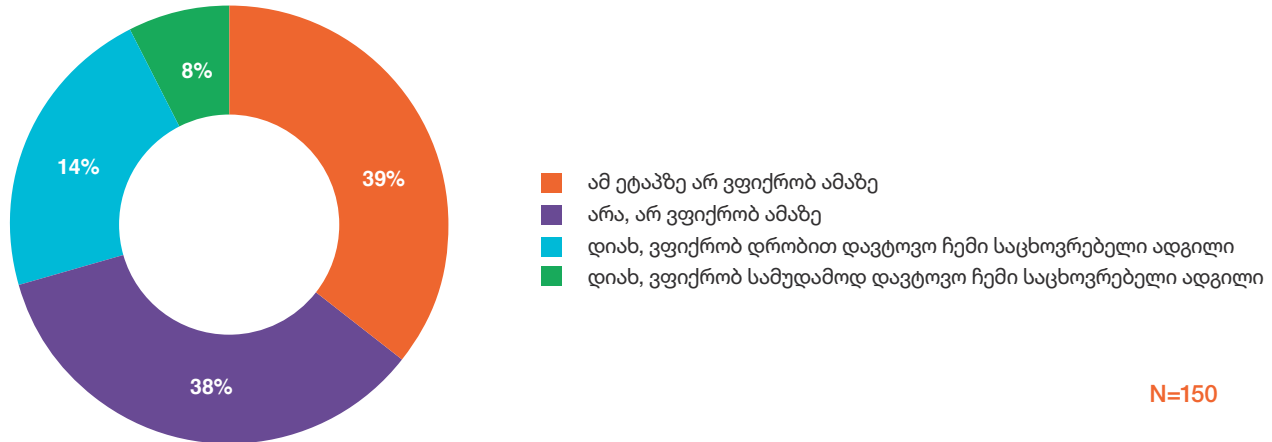 8%
14%
39%
38%
ამ ეტაპზე არ ვფიქრობ ამაზე
არა, არ ვფიქრობ ამაზე
დიახ, ვფიქრობ დრობით დავტოვო ჩემი საცხოვრებელი ადგილი
დიახ, ვფიქრობ სამუდამოდ დავტოვო ჩემი საცხოვრებელი ადგილი
N=150